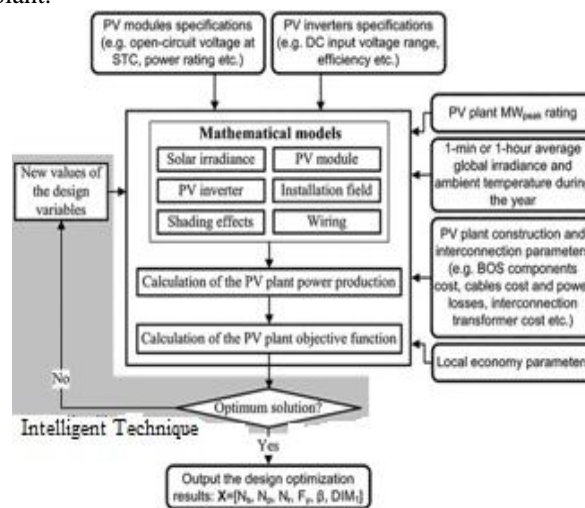 plant.
PV modules specifications
(e.g. open-circuit voltage at
STC, power rating etc.)
PV inverters specifications
(e.g. DC input voltage range,
efficiency etc.)
Mathematical models
Solar irradiance
PV module
PV inverter
Installation field
Shading effects
Wiring
Calculation of the PV plant power production
Calculation of the PV plant objective function
New values of
the design
variables
PV plant MWpeak rating
1-min or 1-hour average
global irradiance and
ambient temperature during
the year
PV plant construction and
interconnection parameters
(e.g. BOS components
cost, cables cost and power
losses, interconnection
transformer cost etc.)
Local economy parameters
No
Optimum solution?
Intelligent Technique
Yes
Output the design optimization
results: X=[Ns, Np, Nr, Fy, β, DIM1]